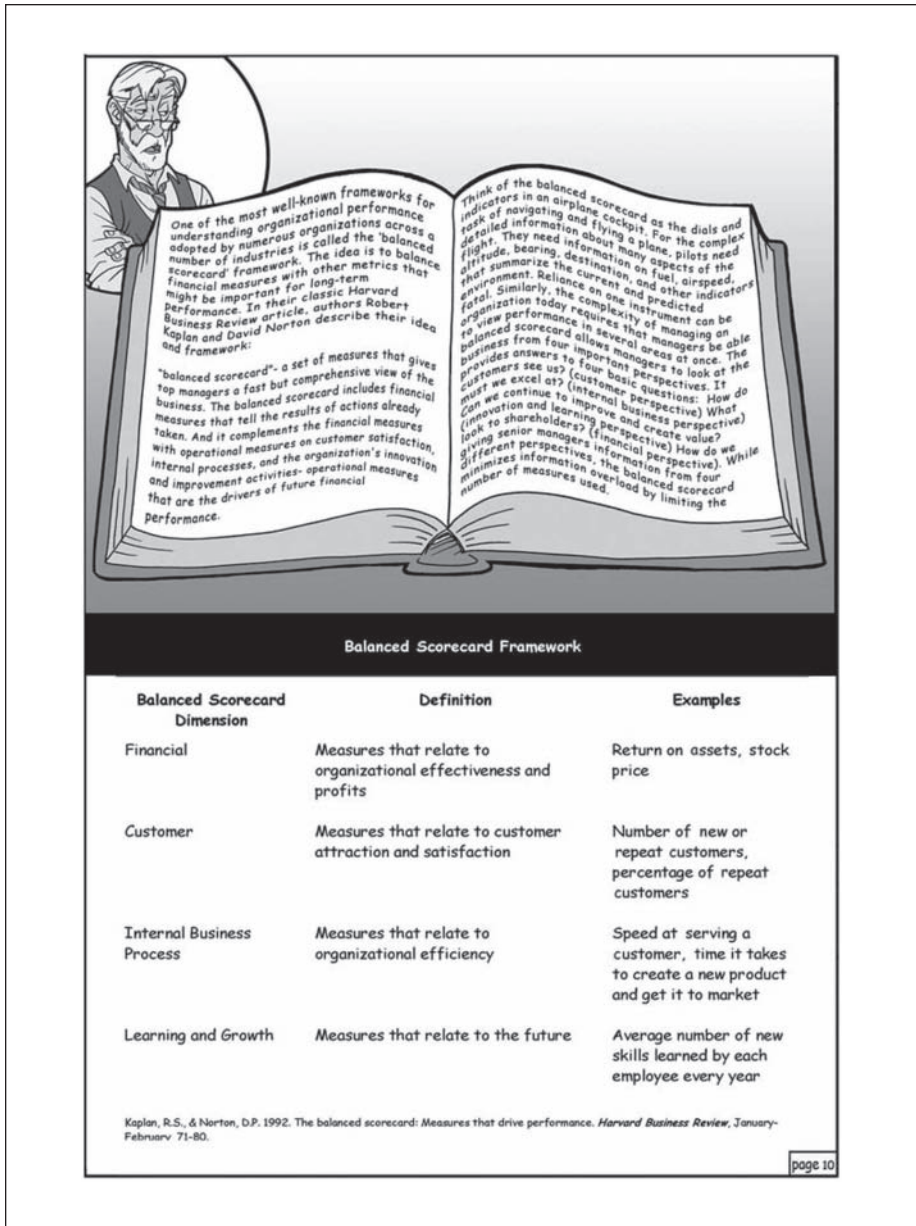 One of the most well-known frameworks for
understanding organizational performance
adopted by numerous organizations across a
number of industries is called the 'balanced
scorecard' framework. The idea is to balance
financial measures with other metrics that
might be important for long-term
performance. In their classic Harvard
Business Review article, authors Robert
Kaplan and David Norton describe their idea
and framework:
"balanced scorecard"- a set of measures that gives
top managers a fast but comprehensive view of the
business. The balanced scorecard includes financial
measures that tell the results of actions already
taken. And it complements the financial measures
with operational measures on customer satisfaction,
internal processes, and the organization's innovation
and improvement activities- operational measures
that are the drivers of future financial
performance.
Think of the balanced scorecard as the dials and
indicators in an airplane cockpit. For the complex
task of navigating and flying a plane, pilots need
detailed information about many aspects of the
flight. They need information on fuel, airspeed,
altitude, bearing, destination, , and other indicators
that summarize the current and predicted
environment. Reliance on one instrument can be
fatal. Similarly, the complexity of managing an
organization today requires that managers be able
to view performance in several areas at once. The
balanced scorecard allows managers to look at the
business from four important perspectives. It
provides answers to four basic questions: How do
customers see us? (customer perspective) What
must we excel at? (internal business perspective)
Can we continue to improve and create value?
(innovation and learning perspective) How do we
look to shareholders? (financial perspective). While
giving senior managers information from four
different perspectives, the balanced scorecard
minimizes information overload by limiting the
number of measures used.
Balanced Scorecard Framework
Balanced Scorecard Definition Examples
Dimension
Financial Measures that relate to Return on assets, stock
organizational effectiveness and price
profits
Customer Measures that relate to customer Number of new or
attraction and satisfaction repeat customers,
percentage of repeat
customers
Internal Business Measures that relate to Speed at serving a
Process organizational efficiency customer, time it takes
to create a new product
and get it to market
Learning and Growth Measures that relate to the future Average number of new
skills learned by each
employee every year
Kaplan, R.S., & Norton, D.P. 1992. The balanced scorecard: Measures that drive performance. Harvard Business Review, January-
February 71-80.
page 10